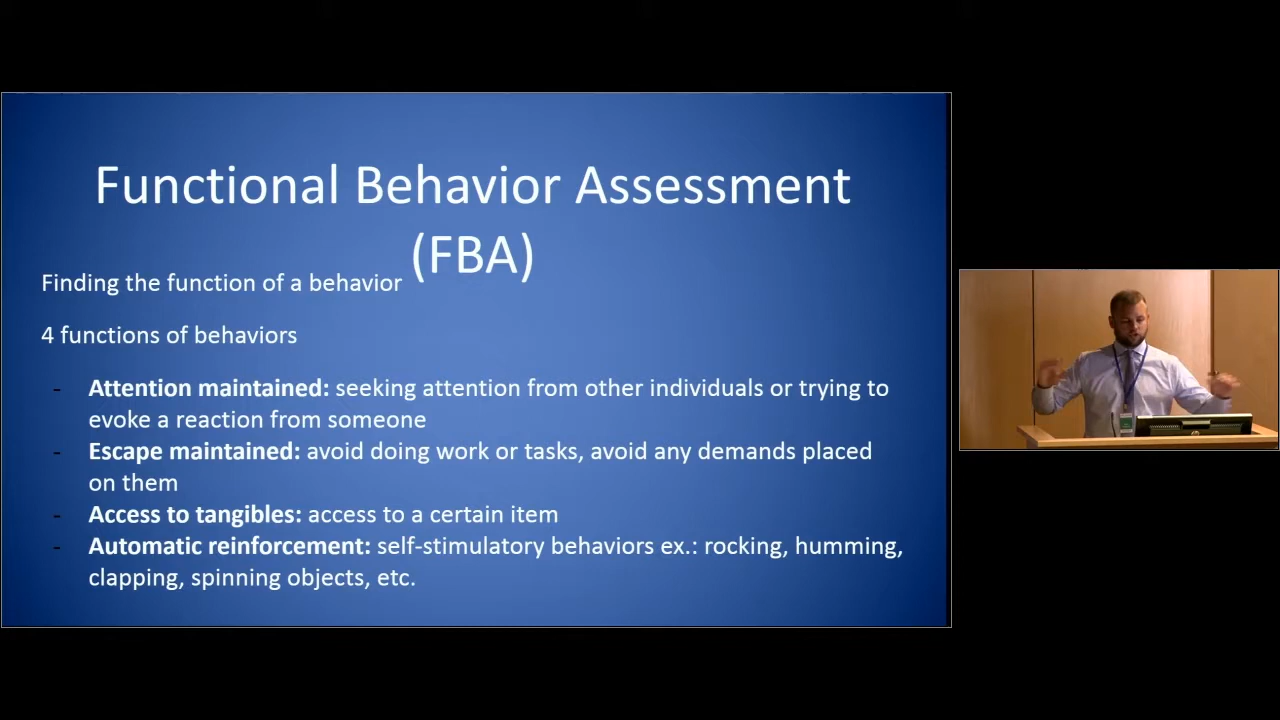 Functional Behavior Assessment
(FBA)
Finding the function of a behavior
4 functions of behaviors
- Attention maintained: seeking attention from other individuals or trying to
evoke a reaction from someone
- Escape maintained: avoid doing work or tasks, avoid any demands placed
on them
- Access to tangibles: access to a certain item
- Automatic reinforcement: self-stimulatory behaviors ex.: rocking, humming,
clapping, spinning objects, etc.